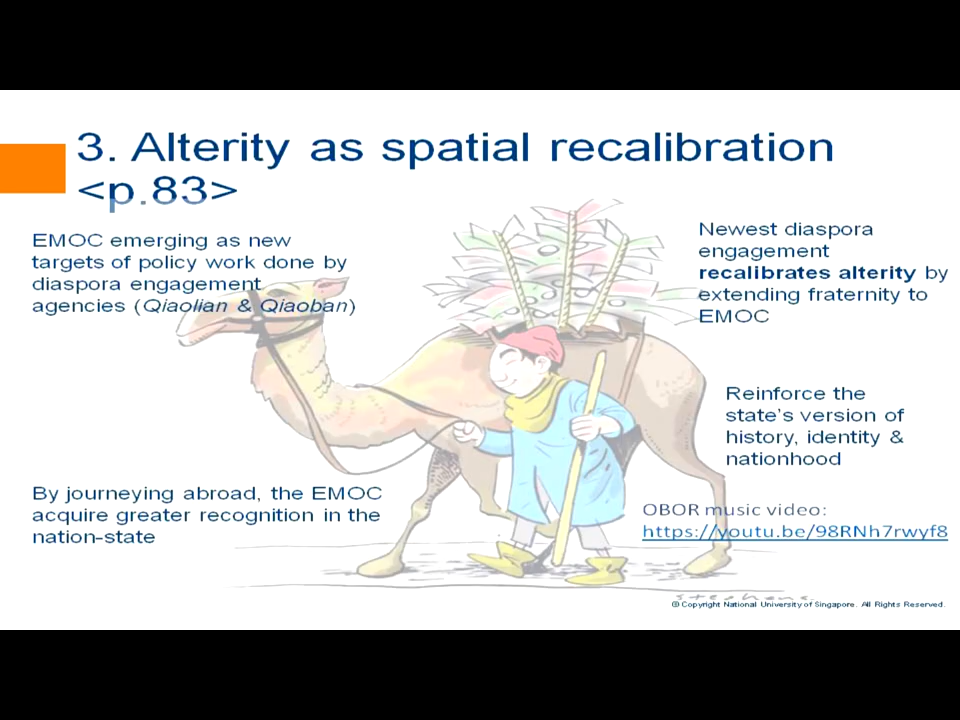 3. Alterity as spatial recalibration
<p.83>
EMOC emerging as new
targets of policy work done by
diaspora engagement
agencies (Qiaolian & Qiaoban)
Newest diaspora
engagement
recalibrates alterity by
extending fraternity to
EMOC
Reinforce the
state's version of
history, identity &
nationhood
By journeying abroad, the EMOC
acquire greater recognition in the
nation-state
OBOR music video:
https://youtu.be/98RNh7rwyf8
stephens
© Copyright National University of Singapore. All Rights Reserved.